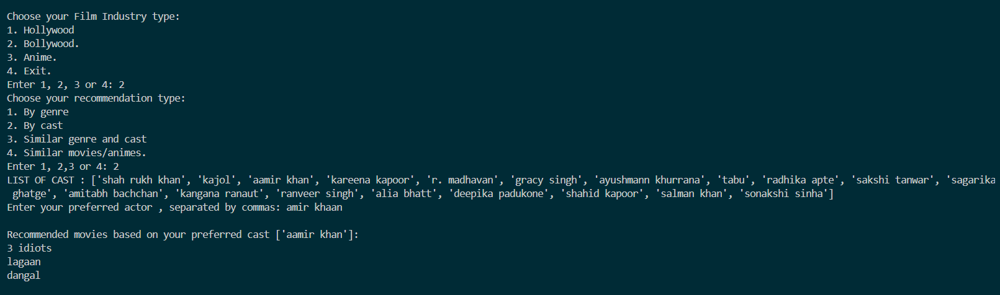 Choose your Film Industry type:
1. Hollywood
2. Bollywood.
3. Anime.
4. Exit.
Enter 1, 2, 3 or 4: 2
Choose your recommendation type:
1. By genre
2. By cast
3. Similar genre and cast
4. Similar movies/animes.
Enter 1, 2,3 or 4: 2
LIST OF CAST : ['shah rukh khan', 'kajol', 'aamir khan', 'kareena kapoor', 'r. madhavan', 'gracy singh', 'ayushmann khurrana', 'tabu', 'radhika apte', 'sakshi tanwar', 'sagarika
 ghatge', 'amitabh bachchan', 'kangana ranaut', 'ranveer singh', 'alia bhatt', 'deepika padukone', 'shahid kapoor', 'salman khan', 'sonakshi sinha']
Enter your preferred actor , separated by commas: amir khaan
Recommended movies based on your preferred cast ['aamir khan']:
3 idiots
lagaan
dangal